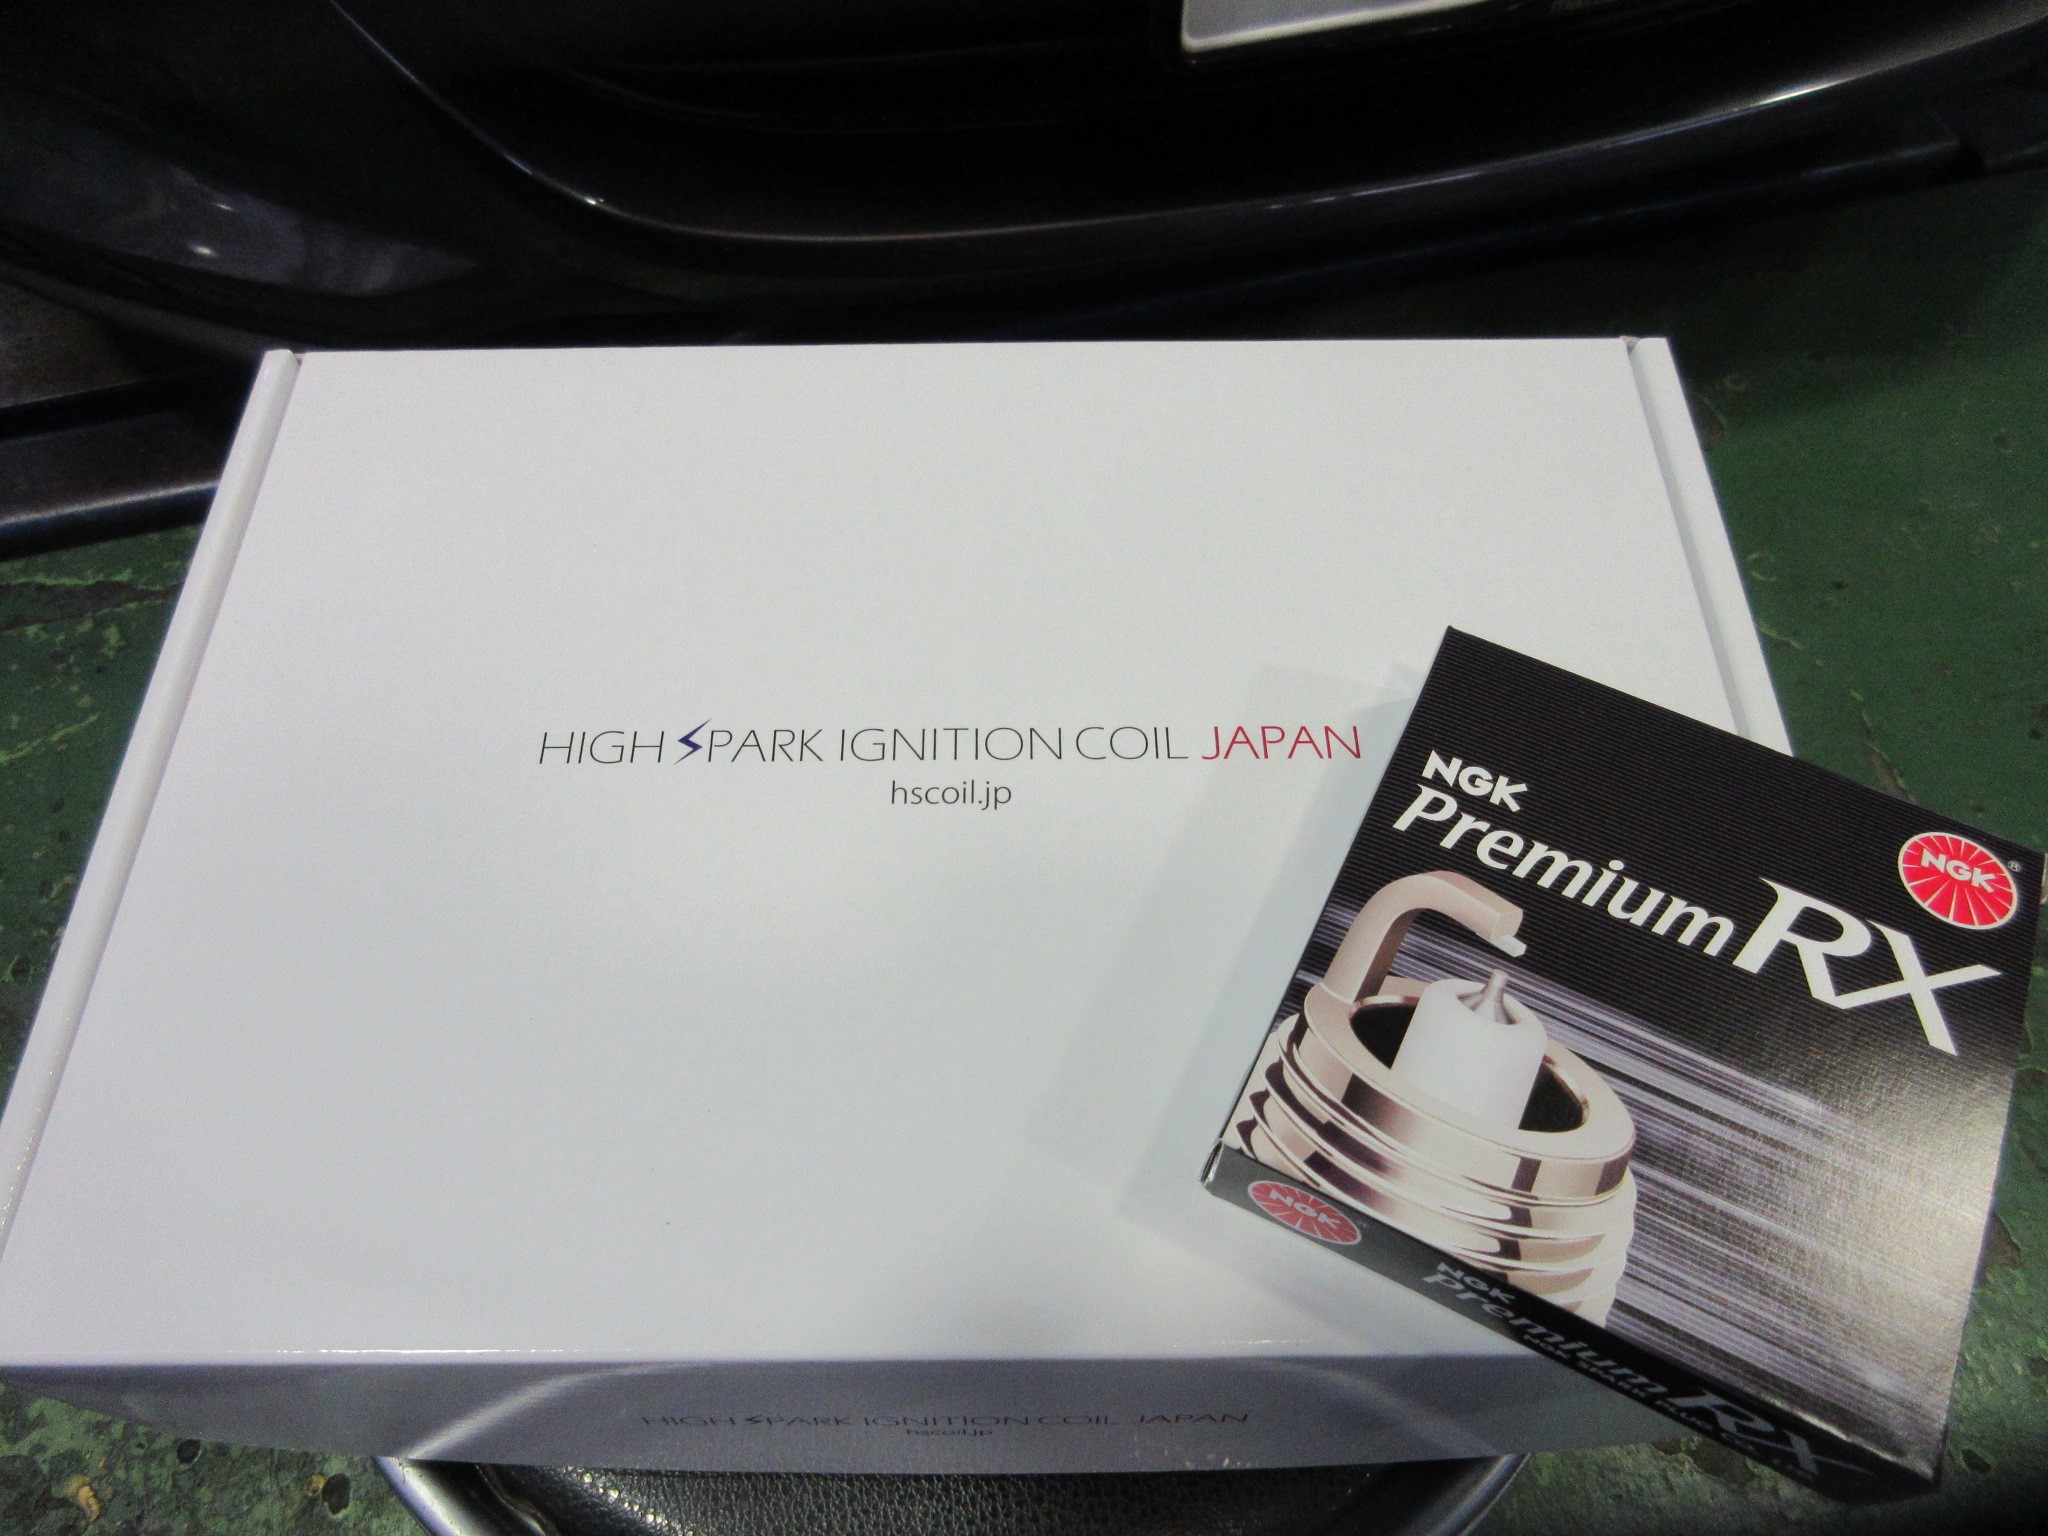 HIGH SPARK IGNITION COIL JAPAN
hscoil.jp
NGK
Premium RX
NGK
NGK
NGK
Premium RX
HIGH SPARK IGNITION COIL JAPAN
hscoil.jp